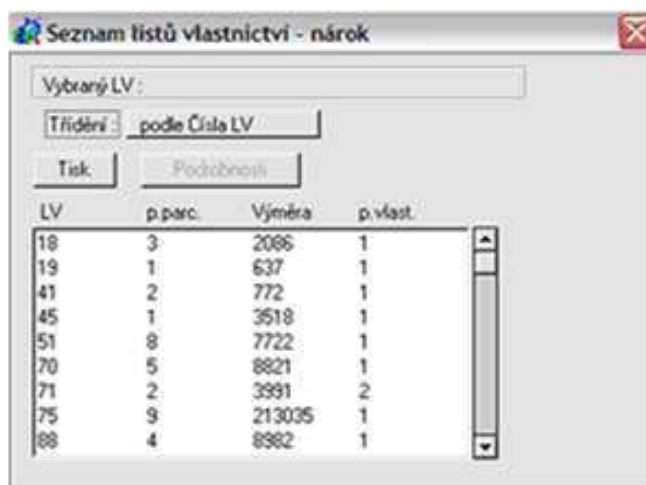 Seznam listů vlastnictví - nárok
Vybraný LV :
Třídění : podle Čísla LV
Tisk Podrobnosti
LV p.parc. Výměra p.vlast.
18 3 2086 1
19 1 637 1
41 2 772 1
45 1 3518 1
51 8 7722 1
70 5 8821 1
71 2 3991 2
75 9 213035 1
88 4 8982 1